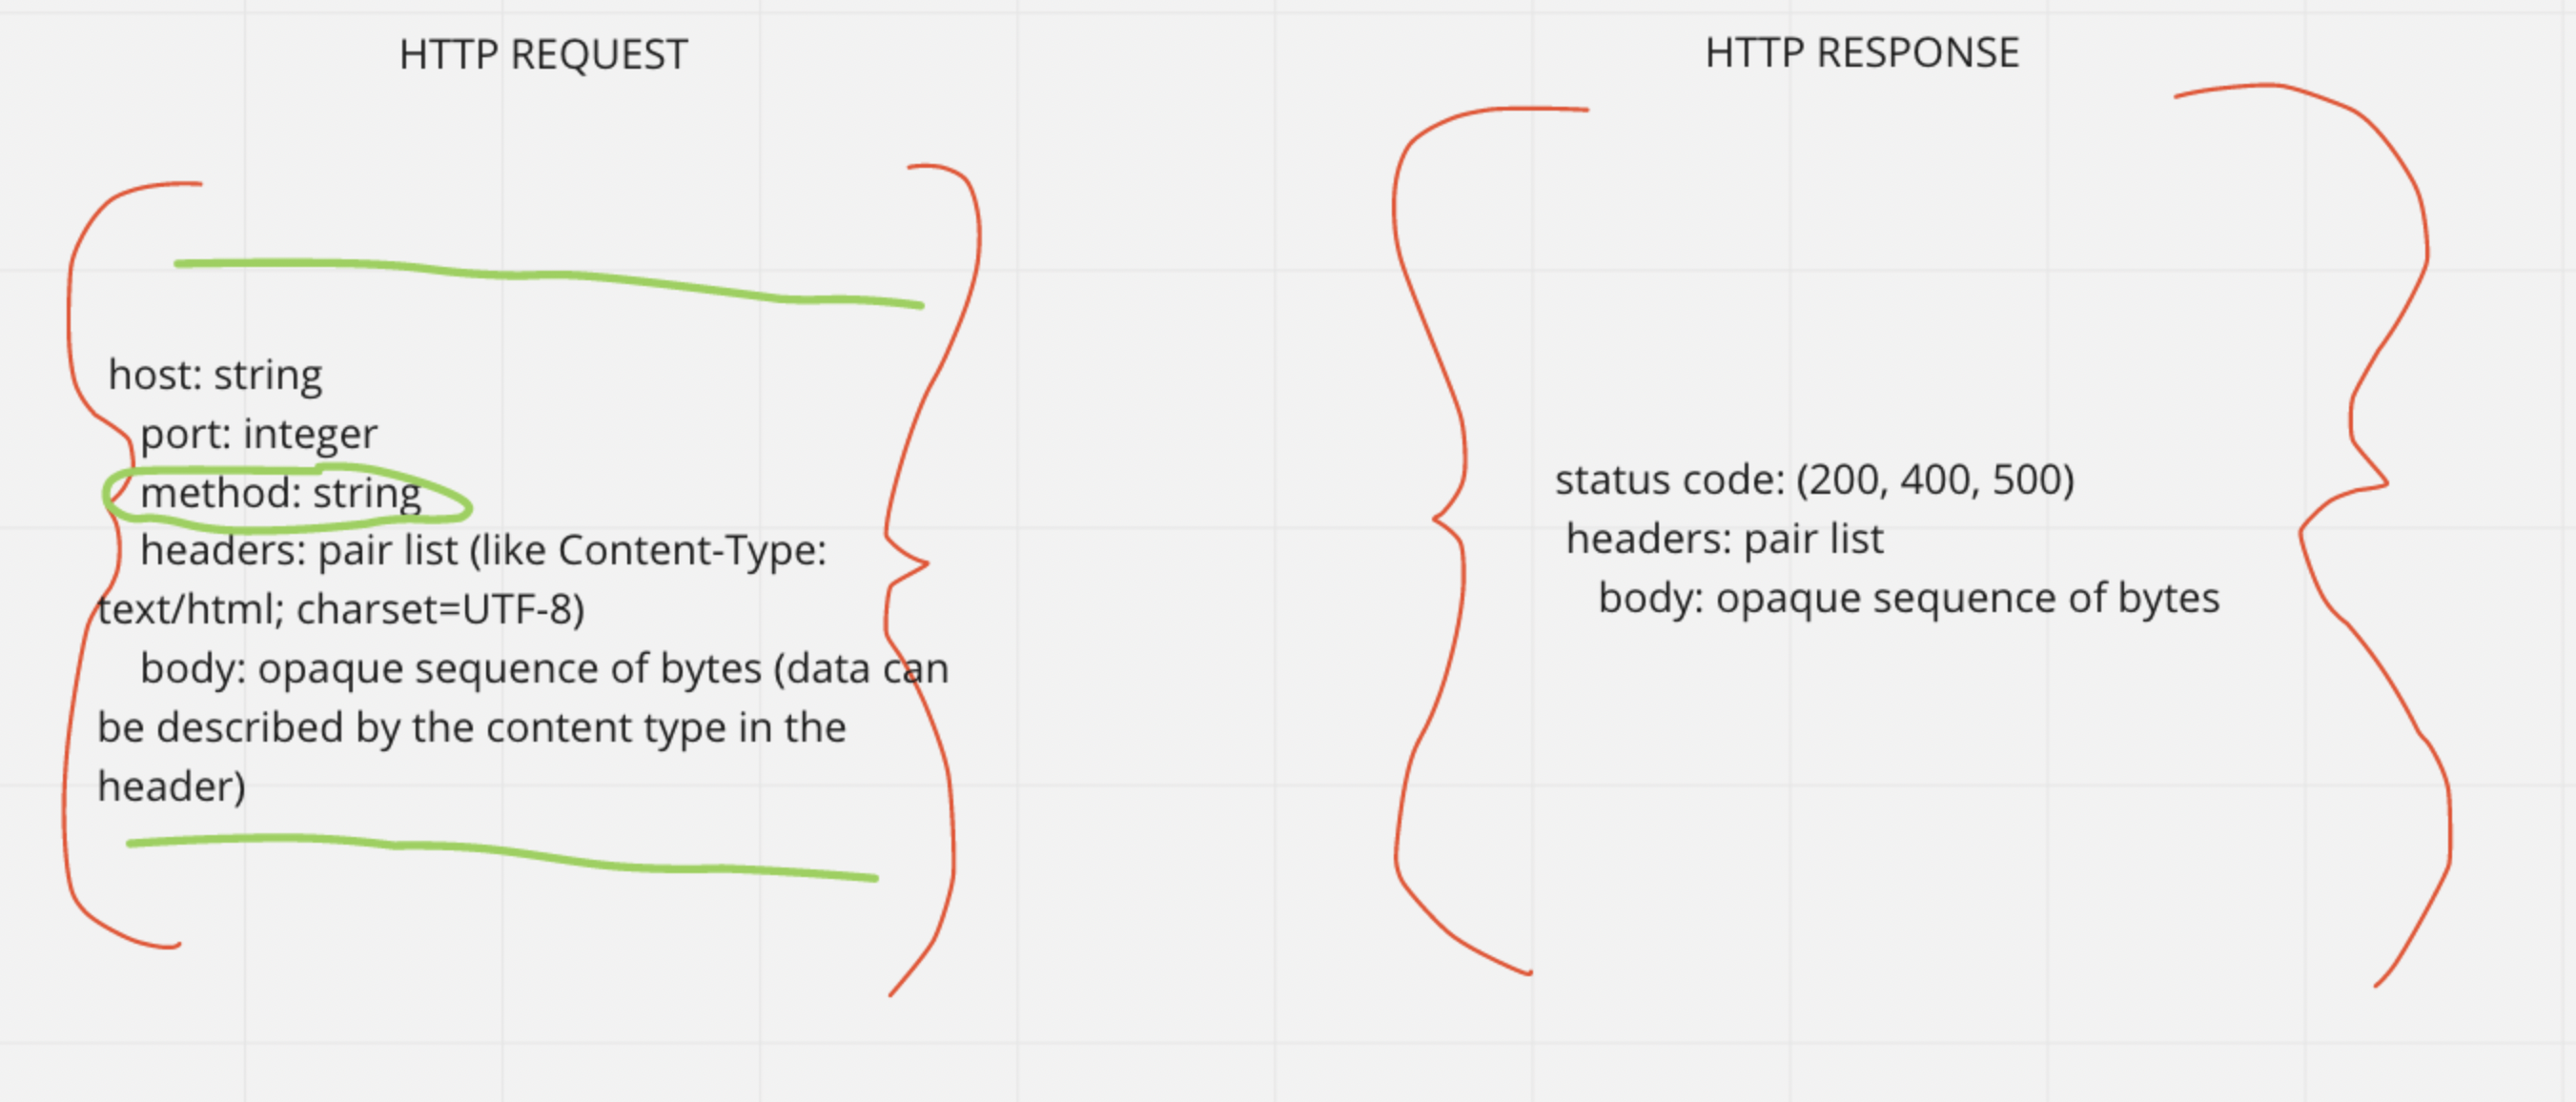 HTTP REQUEST
host: string
port: integer
method: string
headers: pair list (like Content-Type:
text/html; charset=UTF-8)
body: opaque sequence of bytes (data can
be described by the content type in the
header)
HTTP RESPONSE
status code: (200, 400, 500)
headers: pair list
body: opaque sequence of bytes